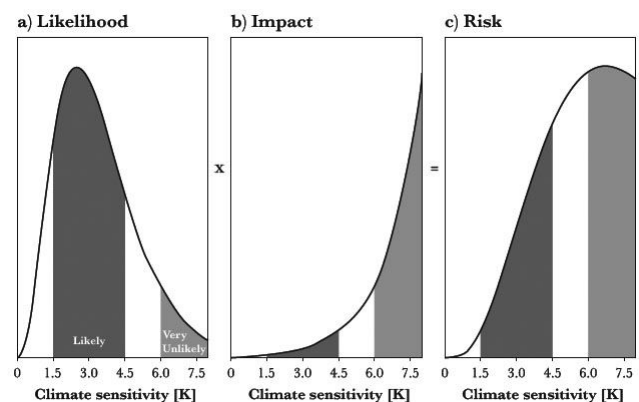 a) Likelihood
b) Impact
c) Risk
x
=
Likely
Very
Unlikely
0 1.5 3.0 4.5 6.0 7.5
0 1.5 3.0 4.5 6.0 7.5
0 1.5 3.0 4.5 6.0 7.5
Climate sensitivity [K]
Climate sensitivity [K]
Climate sensitivity [K]